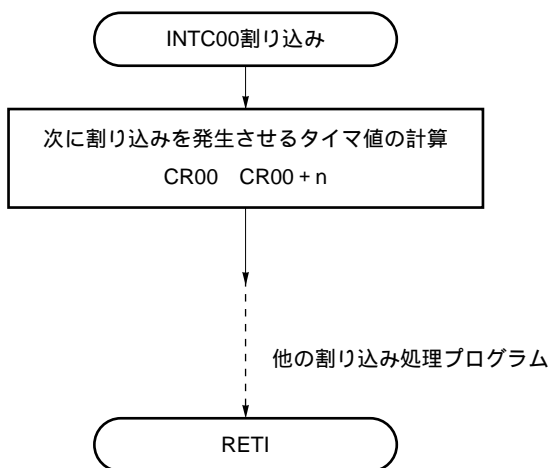 INTC00割り込み
次に割り込みを発生させるタイマ値の計算
CR00 CR00 + n
他の割り込み処理プログラム
RETI